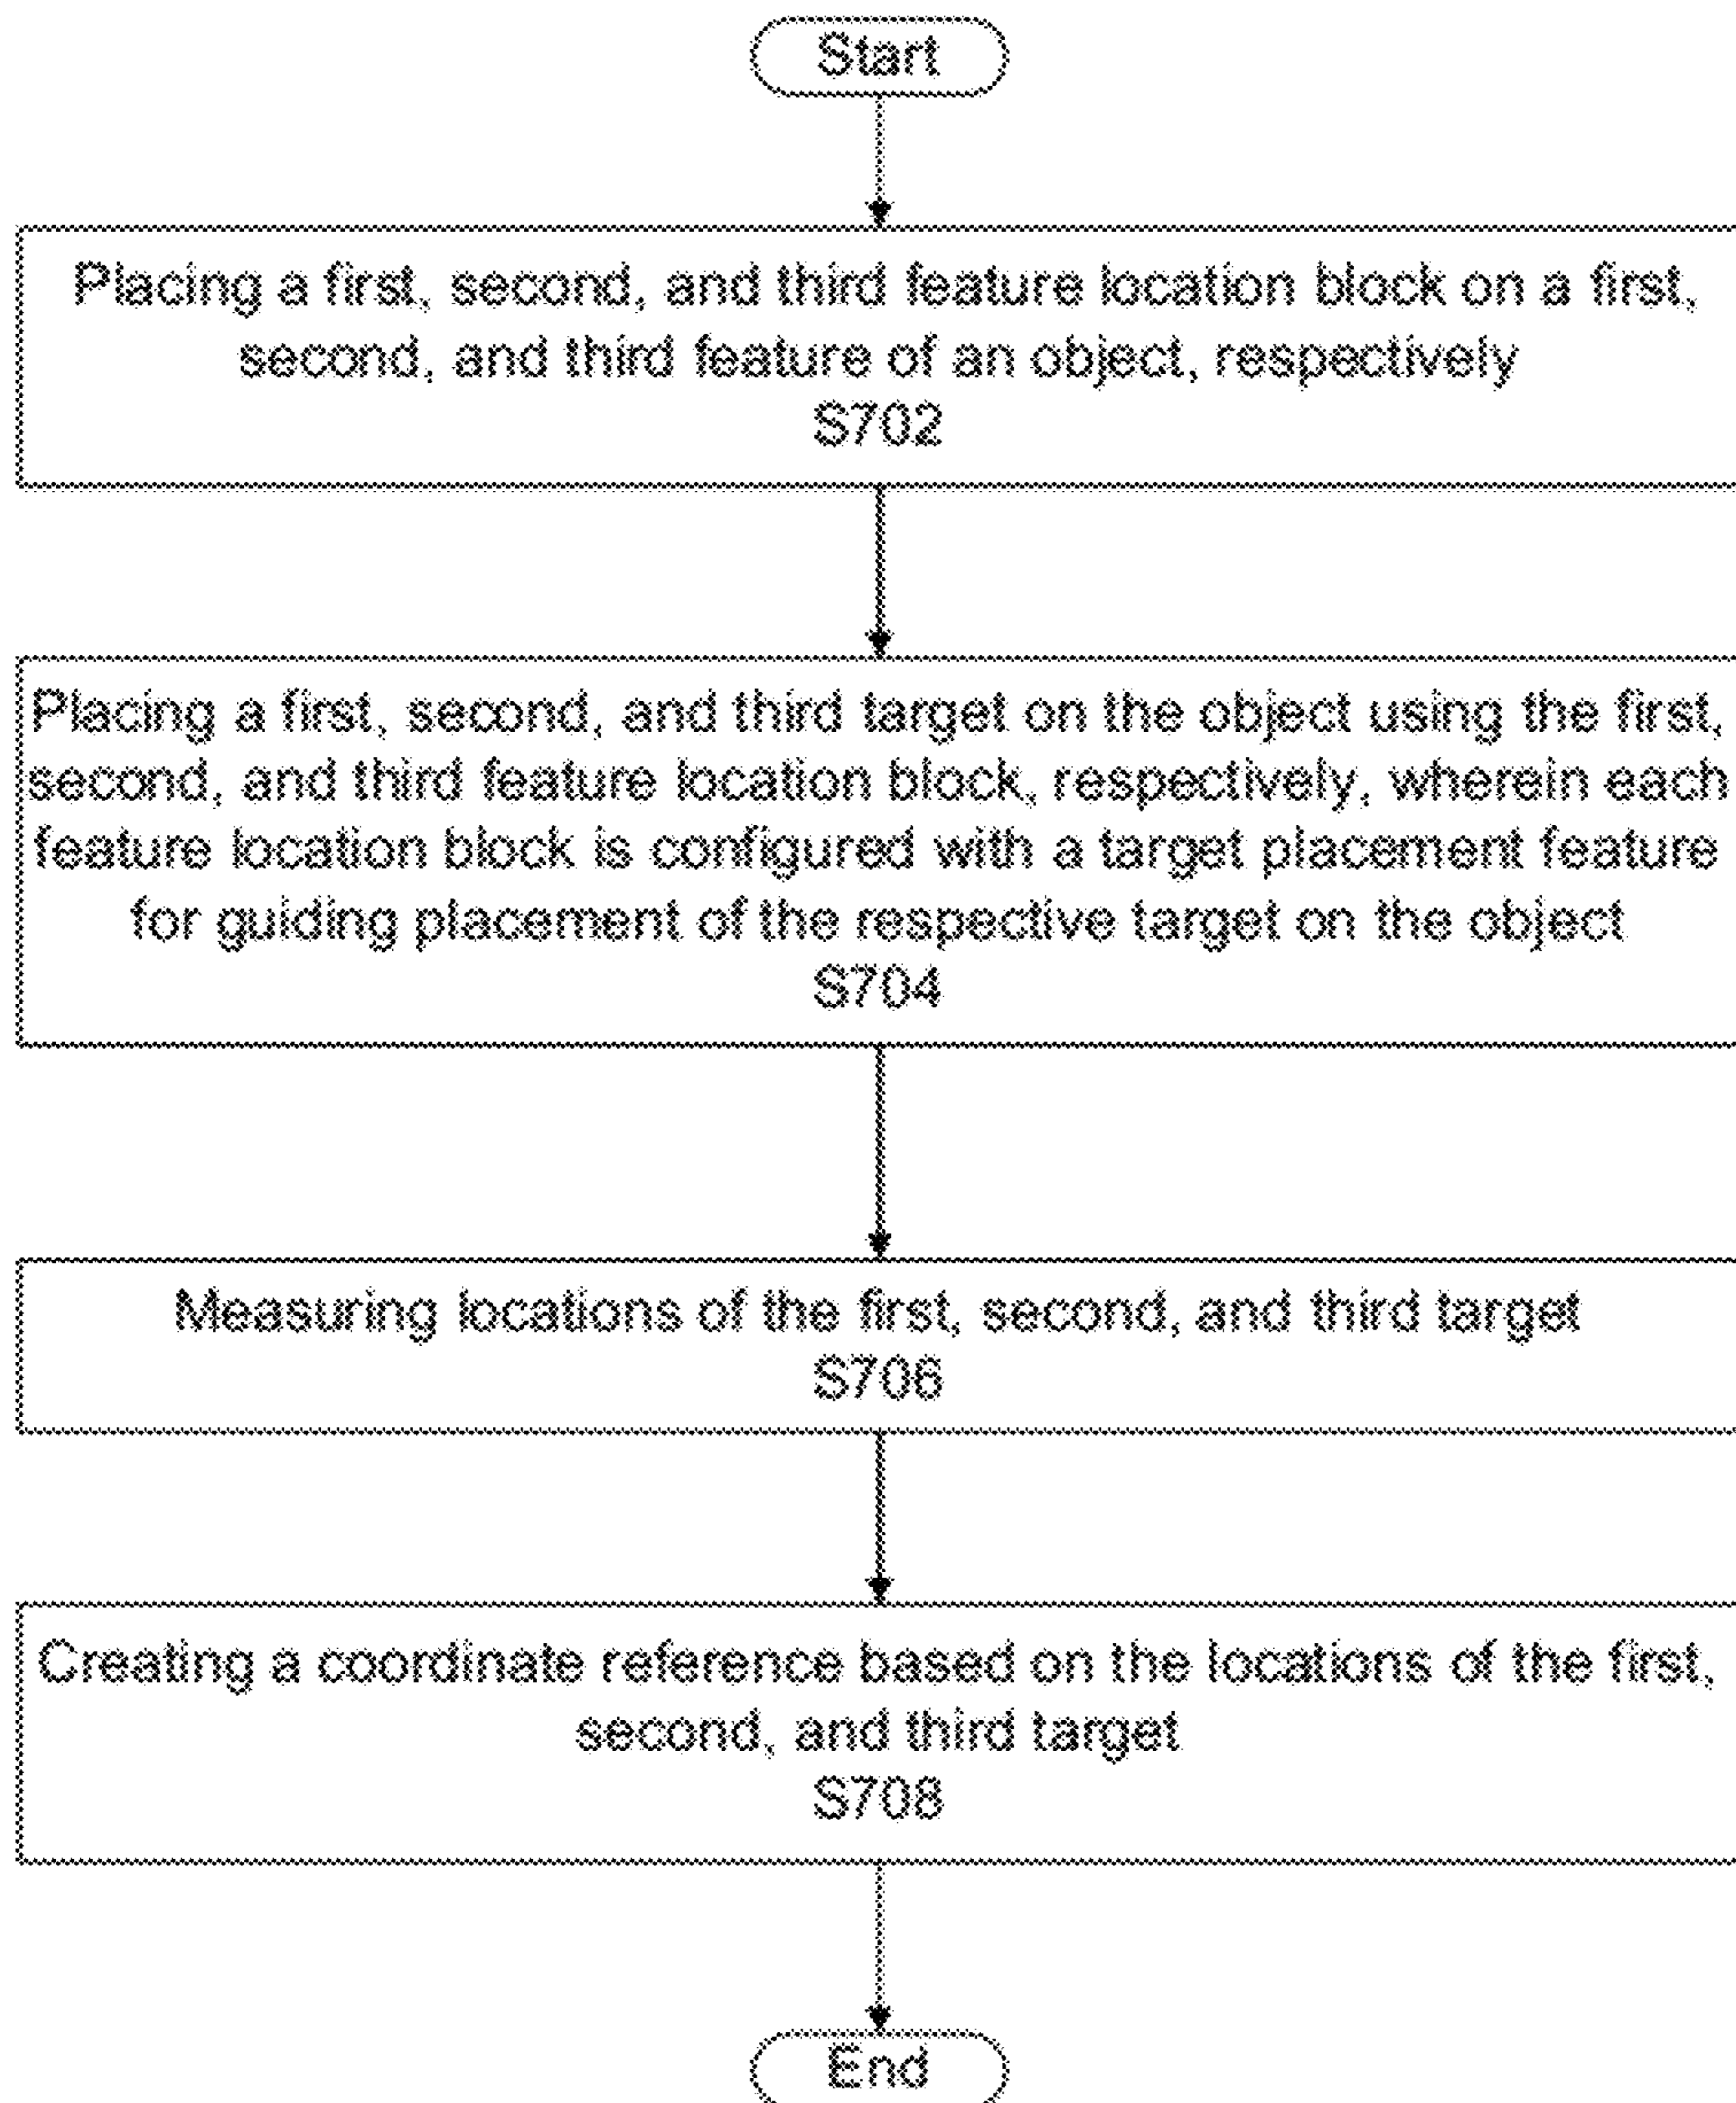 Start
Placing a first, second, and third feature location block on a first,
second, and third feature of an object, respectively
S702
Placing a first, second, and third target on the object using the first,
second, and third feature location block, respectively, wherein each
feature location block is configured with a target placement feature
for guiding placement of the respective target on the object
S704
Measuring locations of the first, second, and third target
S706
Creating a coordinate reference based on the locations of the first,
second, and third target
S708
End